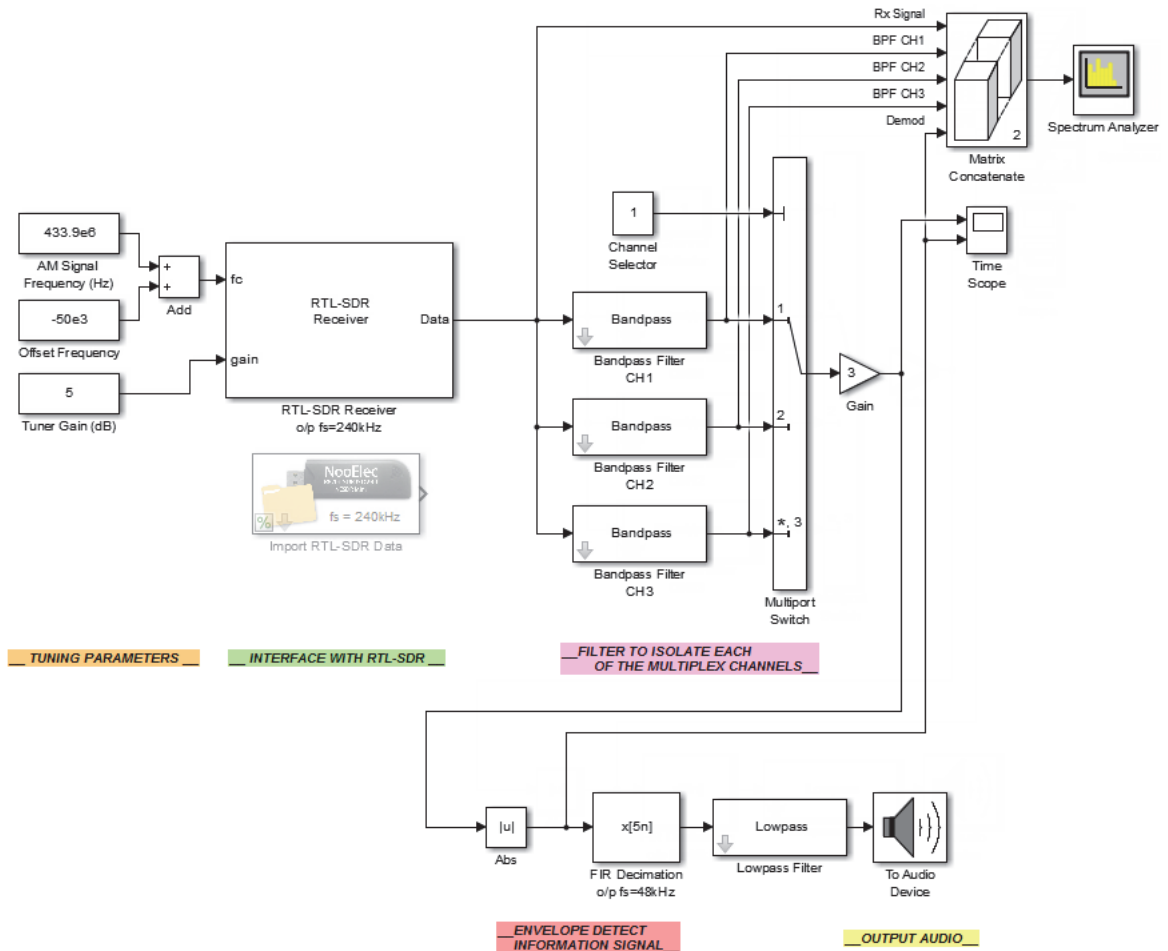 Rx Signal
BPF CH1
BPF CH2
BPF CH3
Demod
2
Matrix
Concatenate
Spectrum Analyzer
1
Channel
Selector
Time
Scope
433.9e6
AM Signal
Frequency (Hz)
-50e3
Offset Frequency
5
Tuner Gain (dB)
+
+
Add
fc
gain
RTL-SDR
Receiver
Data
RTL-SDR Receiver
o/p fs=240kHz
NooElec
fs = 240kHz
%
Import RTL-SDR Data
Bandpass
Bandpass Filter
CH1
Bandpass
Bandpass Filter
CH2
Bandpass
Bandpass Filter
CH3
1
2
*, 3
Multiport
Switch
3
Gain
__ TUNING PARAMETERS __
__ INTERFACE WITH RTL-SDR __
__FILTER TO ISOLATE EACH
OF THE MULTIPLEX CHANNELS__
|u|
Abs
x[5n]
FIR Decimation
o/p fs=48kHz
Lowpass
Lowpass Filter
To Audio
Device
__ENVELOPE DETECT
INFORMATION SIGNAL__
__OUTPUT AUDIO__